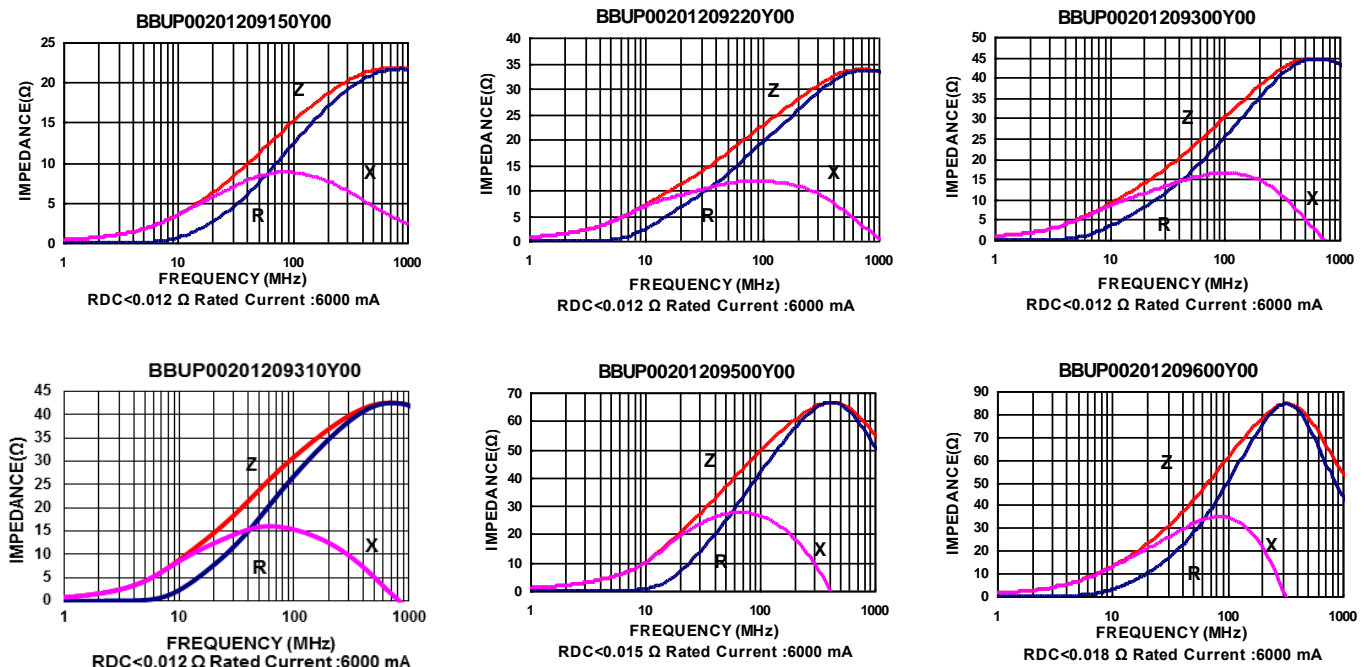 BBUP00201209150Y00
IMPEDANCE(Ω)
25
20
15
10
5
0
Z
X
R
1 10 100 1000
FREQUENCY (MHz)
RDC<0.012 Ω Rated Current :6000 mA
BBUP00201209220Y00
IMPEDANCE(Ω)
40
35
30
25
20
15
10
5
0
Z
X
R
1 10 100 1000
FREQUENCY (MHz)
RDC<0.012 Ω Rated Current :6000 mA
BBUP00201209300Y00
IMPEDANCE(Ω)
50
45
40
35
30
25
20
15
10
5
0
Z
X
R
1 10 100 1000
FREQUENCY (MHz)
RDC<0.012 Ω Rated Current :6000 mA
BBUP00201209310Y00
IMPEDANCE(Ω)
45
40
35
30
25
20
15
10
5
0
Z
X
R
1 10 100 1000
FREQUENCY (MHz)
RDC<0.012 Ω Rated Current :6000 mA
BBUP00201209500Y00
IMPEDANCE(Ω)
70
60
50
40
30
20
10
0
Z
X
R
1 10 100 1000
FREQUENCY (MHz)
RDC<0.015 Ω Rated Current :6000 mA
BBUP00201209600Y00
IMPEDANCE(Ω)
90
80
70
60
50
40
30
20
10
0
Z
X
R
1 10 100 1000
FREQUENCY (MHz)
RDC<0.018 Ω Rated Current :6000 mA